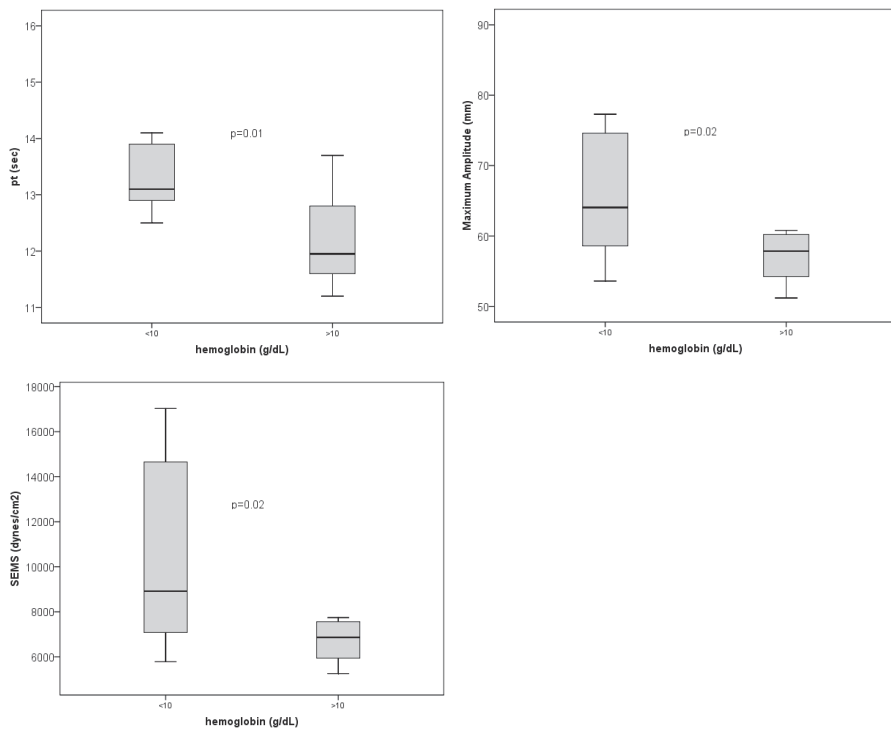 16
15
14
13
12
11
pt (sec)
p=0.01
<10
>10
hemoglobin (g/dL)
90
80
70
60
50
Maximum Amplitude (mm)
p=0.02
<10
>10
hemoglobin (g/dL)
18000
16000
14000
12000
10000
8000
6000
SEMS (dynes/cm2)
p=0.02
<10
>10
hemoglobin (g/dL)